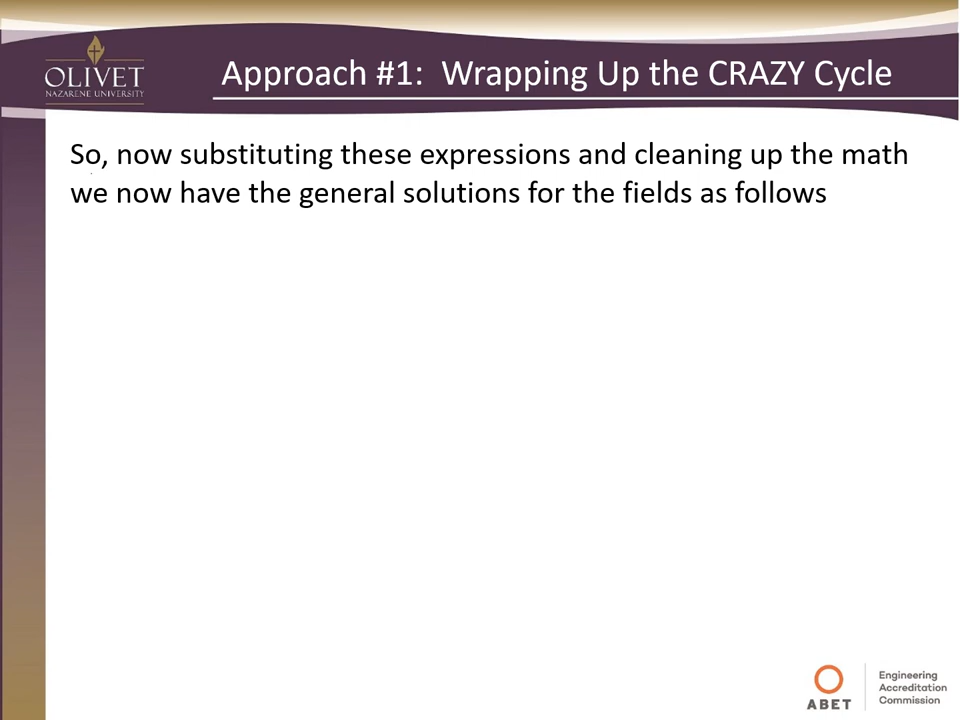 OLIVET
NAZARENE UNIVERSITY
Approach #1: Wrapping Up the CRAZY Cycle
So, now substituting these expressions and cleaning up the math
we now have the general solutions for the fields as follows
ABET
Engineering
Accreditation
Commission